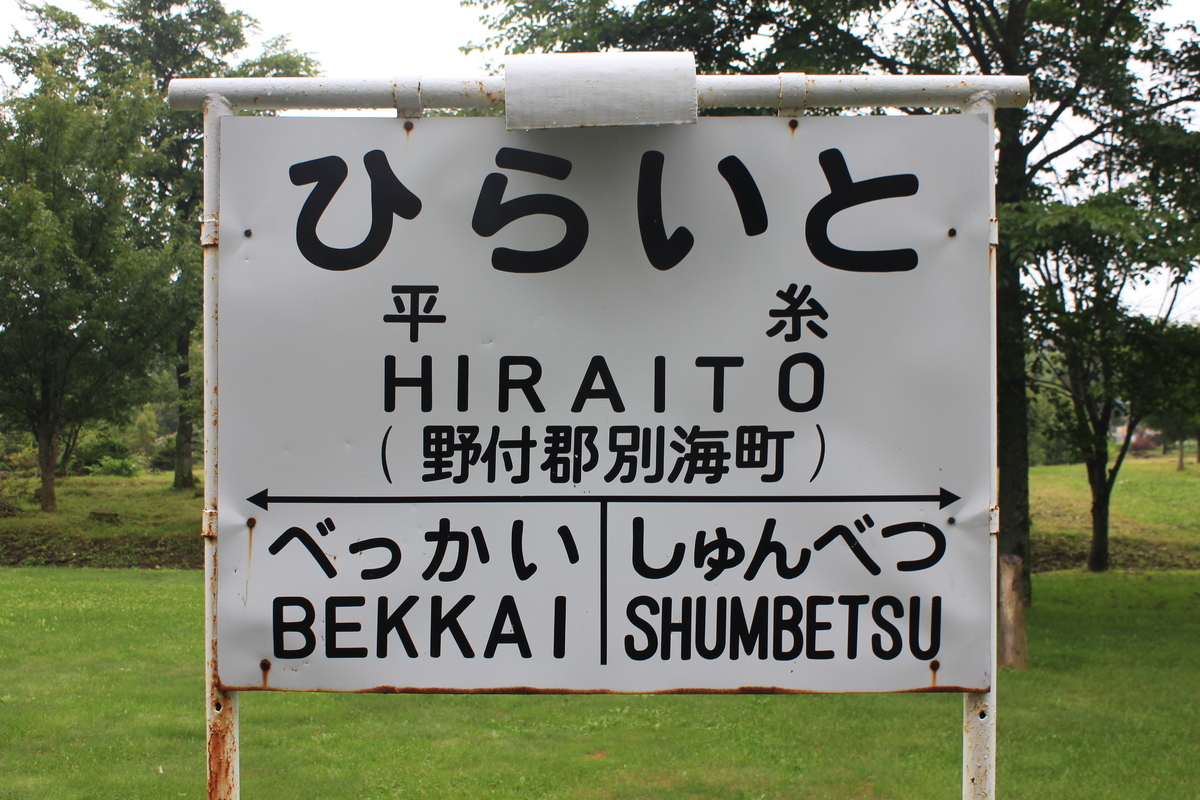 ひらいと
平糸
HIRAITO
(野付郡別海町)
べっかい しゅんべつ
BEKKAI SHUMBETSU